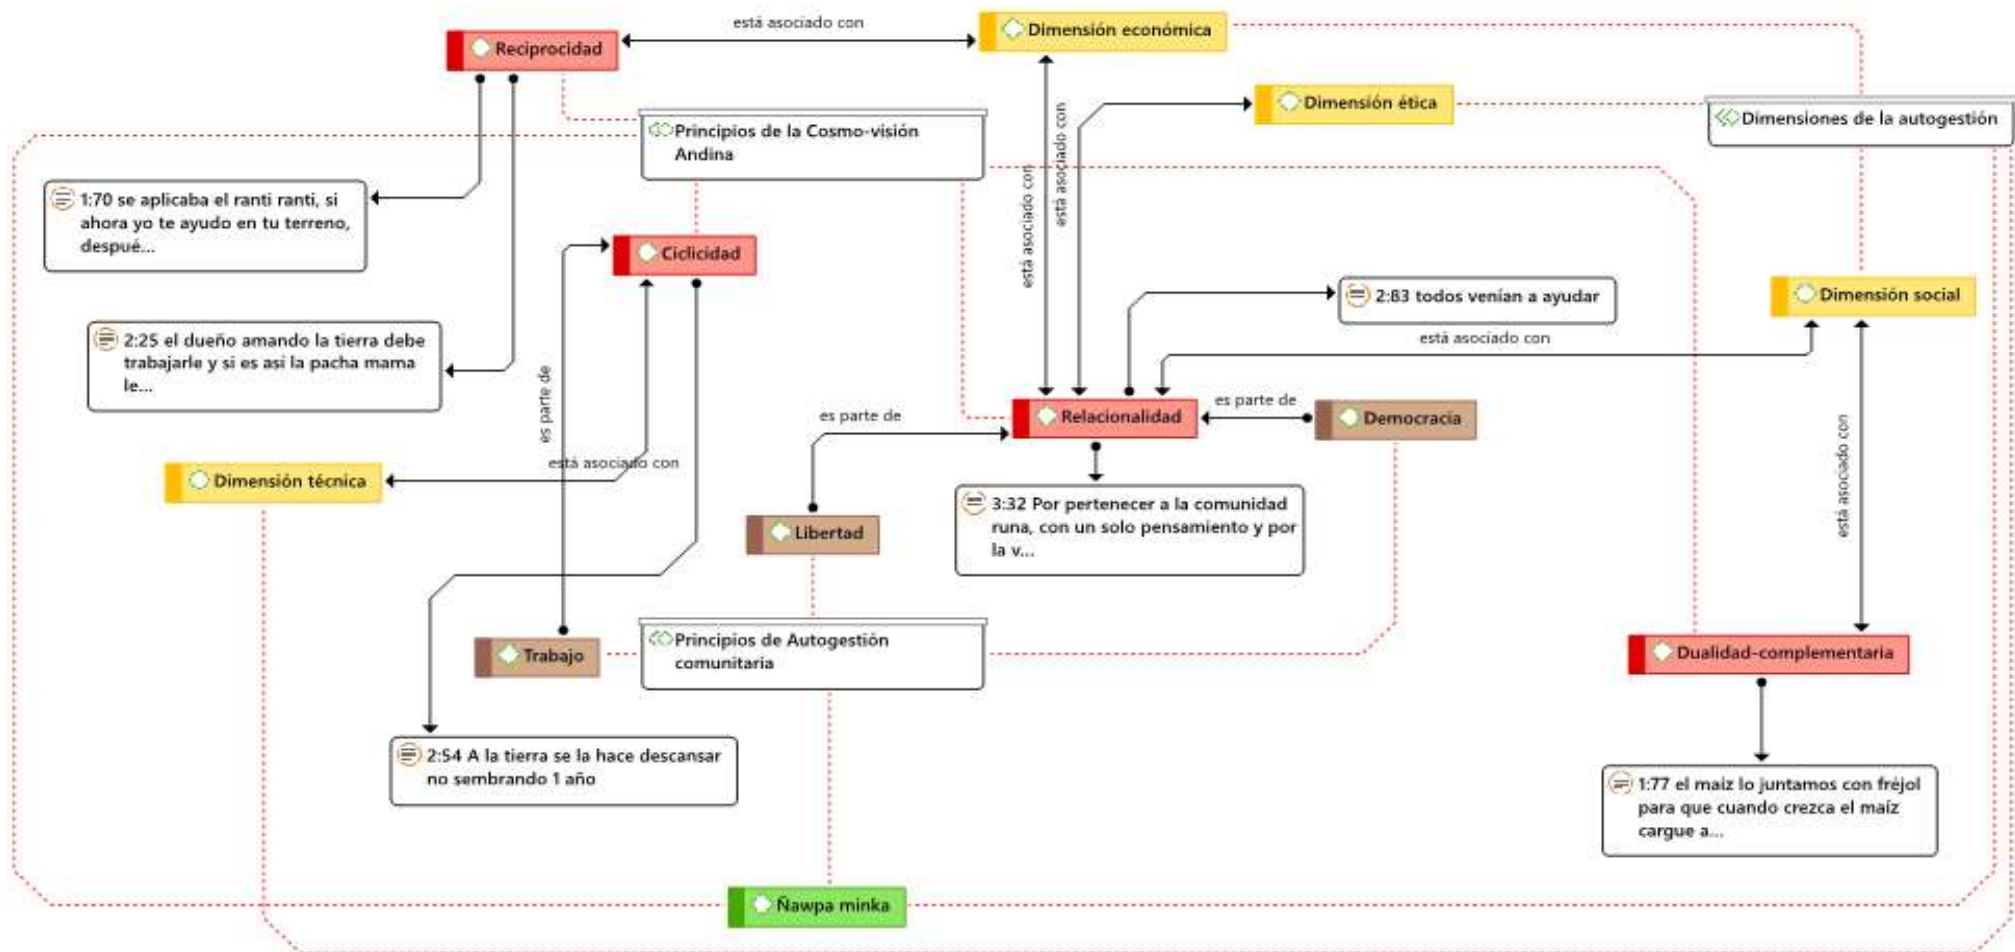 está asociado con
Dimensión económica
Reciprocidad
Dimensión ética
Dimensiones de la autogestión
Principios de la Cosmo-visión
Andina
está asociado con
está asociado con
1:70 se aplicaba el ranti ranti, si
ahora yo te ayudo en tu terreno,
despué...
Ciclicidad
2:83 todos venían a ayudar
Dimensión social
está asociado con
2:25 el dueño amando la tierra debe
trabajarle y si es así la pacha mama
le...
es parte de
es parte de
Relacionalidad
es parte de
Democracia
está asociado con
está asociado con
Dimensión técnica
3:32 Por pertenecer a la comunidad
runa, con un solo pensamiento y por
la v...
Libertad
Trabajo
Principios de Autogestión
comunitaria
Dualidad-complementaria
2:54 A la tierra se la hace descansar
no sembrando 1 año
1:77 el maíz lo juntamos con fréjol
para que cuando crezca el maíz
cargue a...
Ñawpa minka